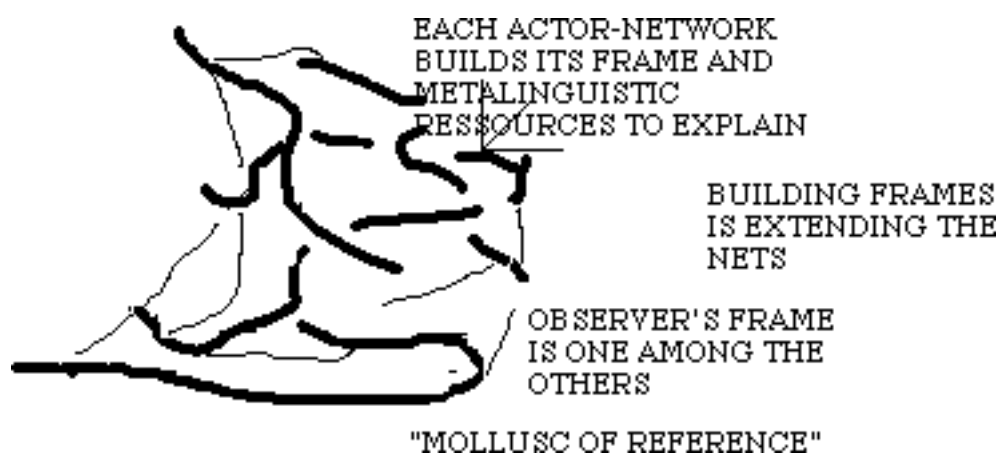 EACH ACTOR-NETWORK
BUILDS ITS FRAME AND
METALINGUISTIC
RESSOURCES TO EXPLAIN
BUILDING FRAMES
IS EXTENDING THE
NETS
OBSERVER'S FRAME
IS ONE AMONG THE
OTHERS
"MOLLUSC OF REFERENCE"